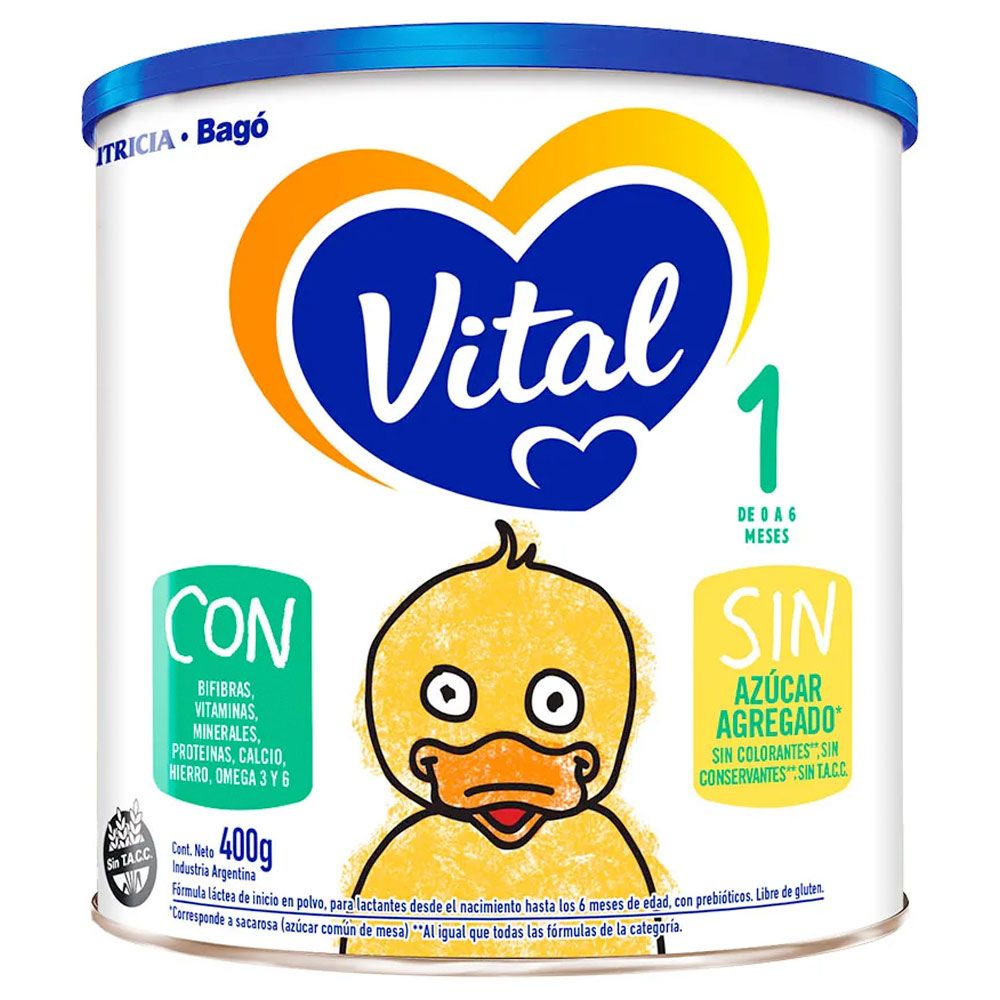 ITRICIA • Bagó
Vital
1
DE 0 A 6
MESES
CON
BIFIBRAS,
VITAMINAS,
MINERALES,
PROTEINAS, CALCIO,
HIERRO, OMEGA 3 Y 6
SIN
AZÚCAR
AGREGADO*
SIN COLORANTES**, SIN
CONSERVANTES**, SIN T.A.C.C.
Sin T.A.C.C.
Cont. Neto 400g
Industria Argentina
Fórmula láctea de inicio en polvo, para lactantes desde el nacimiento hasta los 6 meses de edad, con prebióticos. Libre de gluten.
*Corresponde a sacarosa (azúcar común de mesa) **Al igual que todas las fórmulas de la categoría.